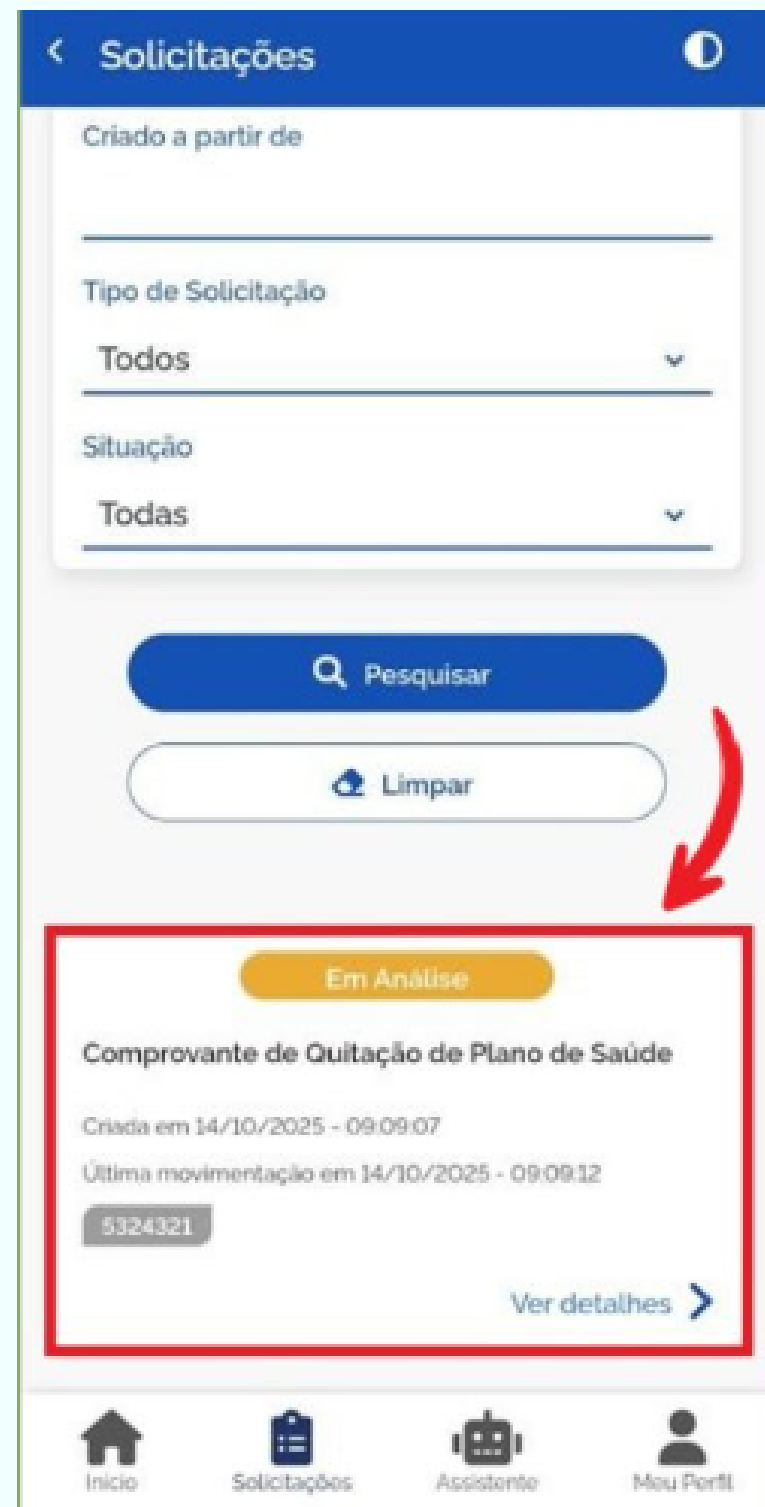 Solicitações
Criado a partir de
Tipo de Solicitação
Todos
Situação
Todas
Pesquisar
Limpar
Em Análise
Comprovante de Quitação de Plano de Saúde
Criada em 14/10/2025 - 09:09:07
Última movimentação em 14/10/2025 - 09:09:12
5324321
Ver detalhes
Início
Solicitações
Assistente
Meu Perfil